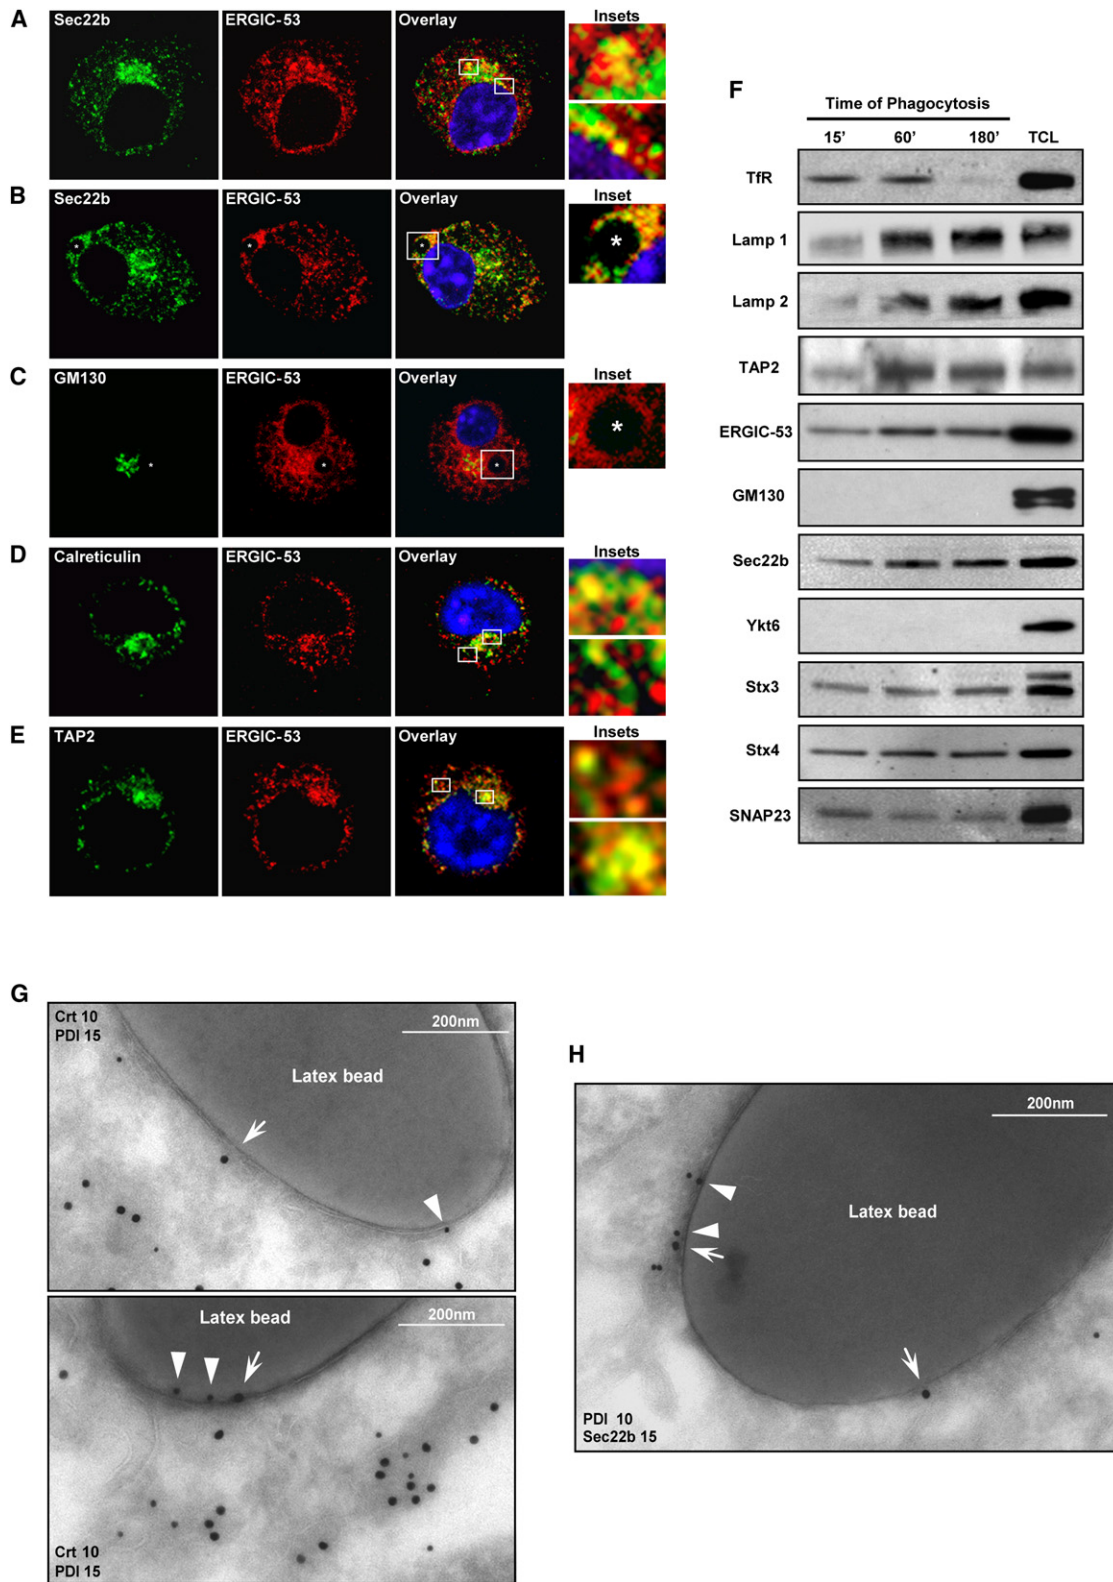 A
Sec22b ERGIC-53 Overlay Insets
B
Sec22b ERGIC-53 Overlay Inset
*
*
*
*
C
GM130 ERGIC-53 Overlay Inset
*
*
*
*
D
Calreticulin ERGIC-53 Overlay Insets
E
TAP2 ERGIC-53 Overlay Insets
F
Time of Phagocytosis
15’ 60’ 180’ TCL
TfR
Lamp 1
Lamp 2
TAP2
ERGIC-53
GM130
Sec22b
Ykt6
Stx3
Stx4
SNAP23
G
Crt 10
PDI 15
200nm
Latex bead
Latex bead
200nm
Crt 10
PDI 15
H
200nm
Latex bead
PDI 10
Sec22b 15